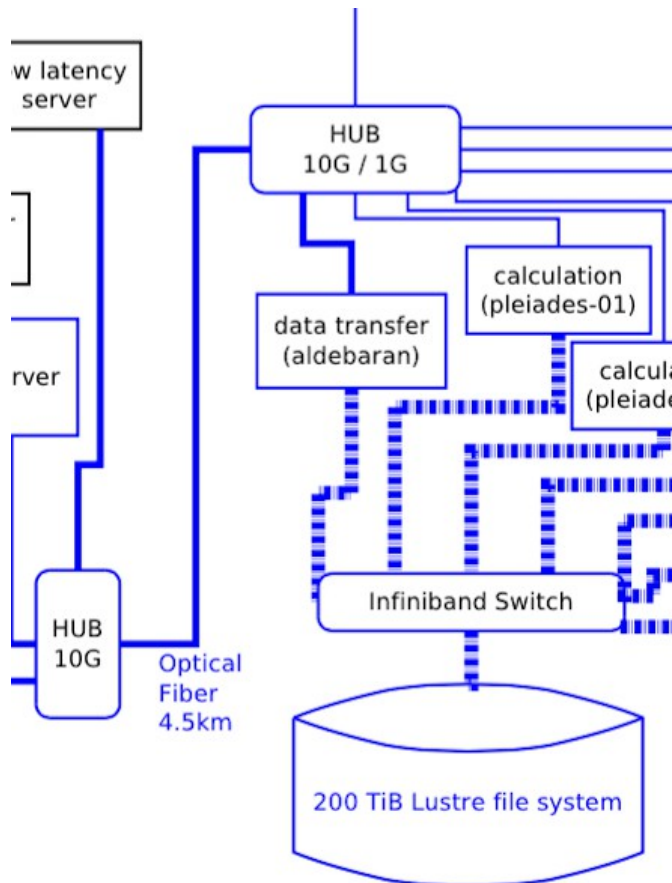 latency
server
HUB
10G / 1G
calculation
(pleiades-01)
data transfer
(aldebaran)
Infiniband Switch
HUB
10G
Optical
Fiber
4.5km
200 TiB Lustre file system